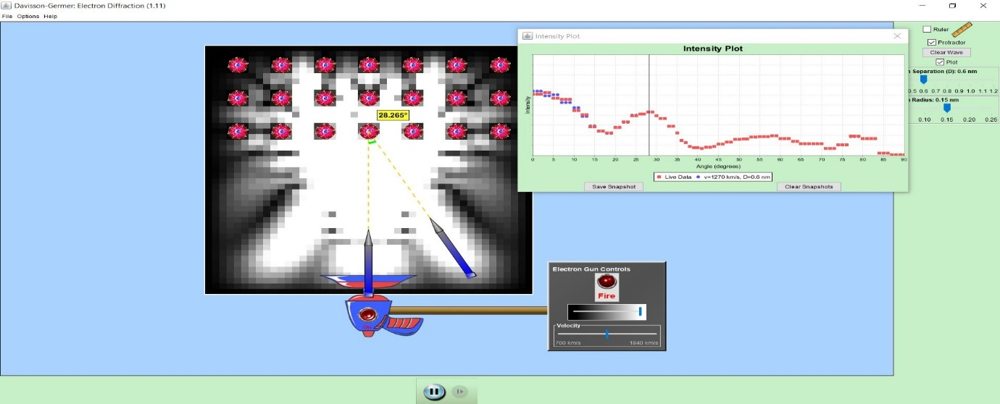 Davisson-Germer: Electron Diffraction (1.11)
File Options Help
Intensity Plot
Intensity Plot
Intensity
0 5 10 15 20 25 30 35 40 45 50 55 60 65 70 75 80 85 90
Angle (degrees)
Live Data v=1270 km/s, D=0.6 nm
Save Snapshot Clear Snapshots
Ruler
Protractor
Clear Wave
Plot
Separation (D): 0.6 nm
0.5 0.6 0.7 0.8 0.9 1.0 1.1 1.2
Radius: 0.15 nm
0.10 0.15 0.20 0.25
28.265°
On
Electron Gun Controls
Fire
Velocity
700 km/s 1840 km/s